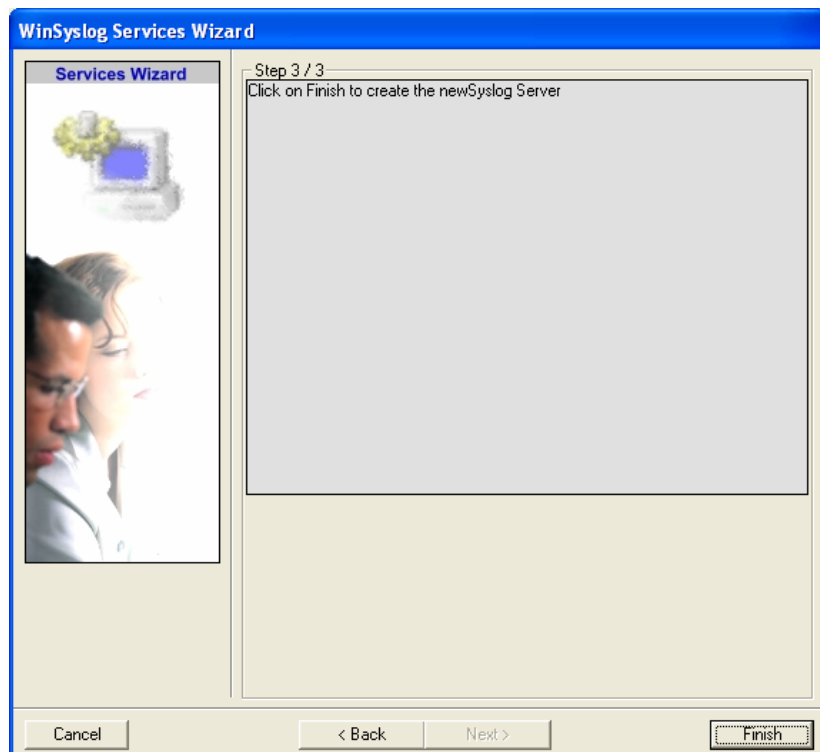 WinSyslog Services Wizard
Services Wizard
Step 3 / 3
Click on Finish to create the newSyslog Server
Cancel
< Back
Next >
Finish